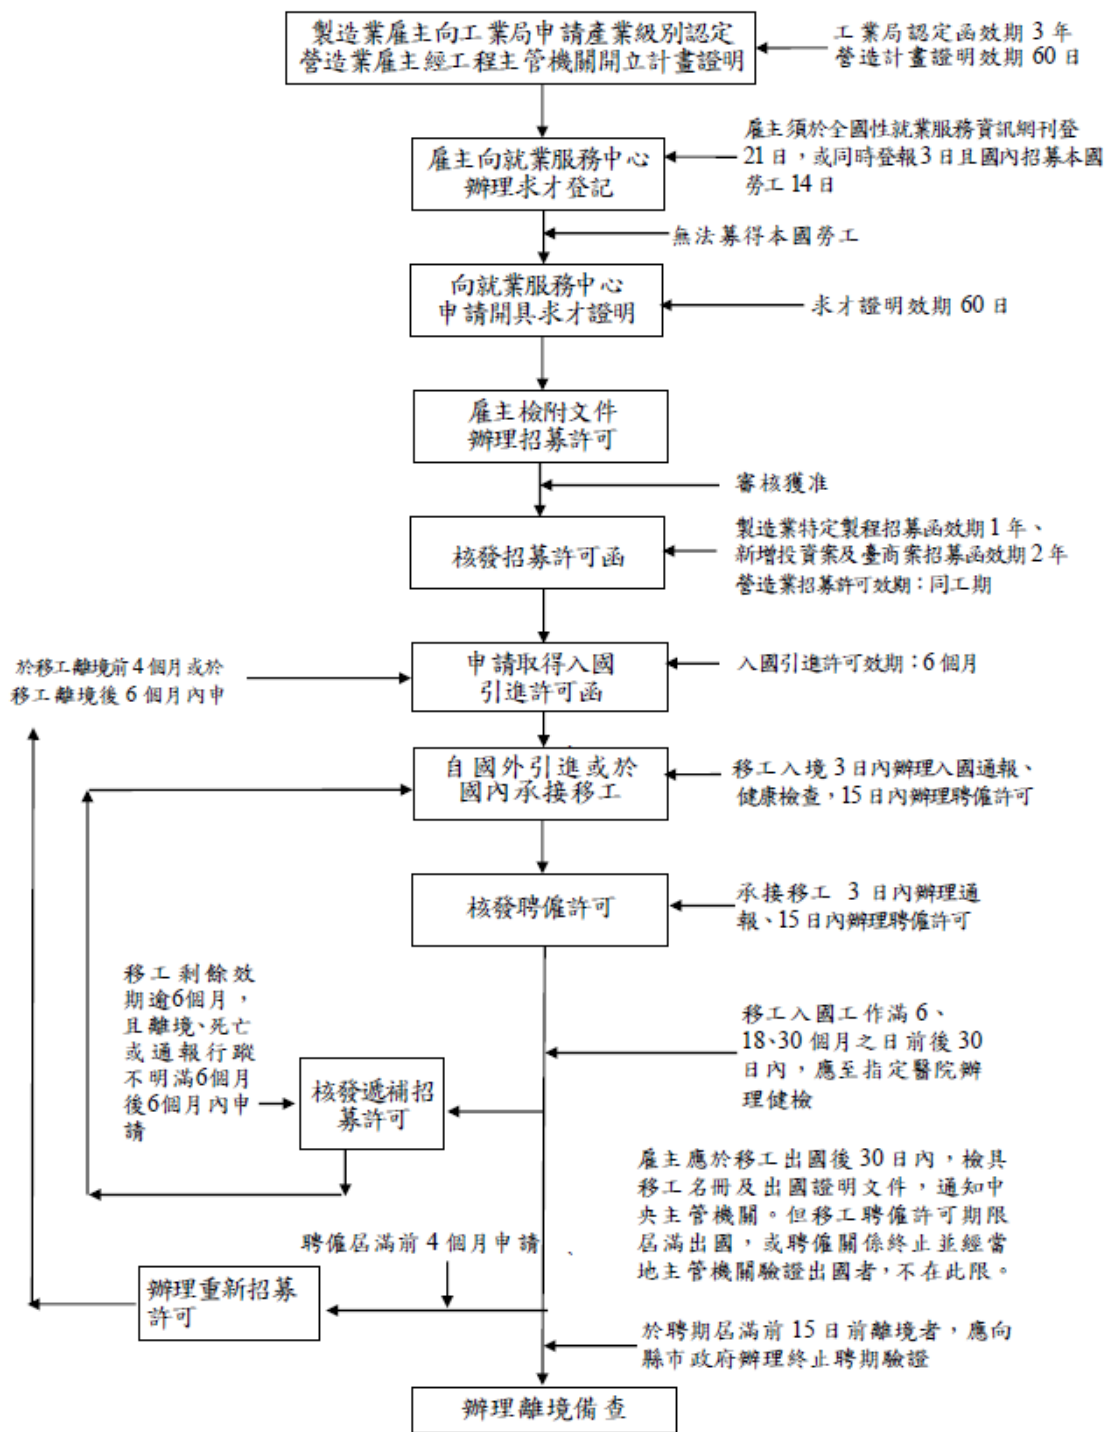 製造業雇主向工業局申請產業級別認定
營造業雇主經工程主管機關開立計畫證明
工業局認定函效期 3 年
營造計畫證明效期 60 日
雇主向就業服務中心
辦理求才登記
雇主須於全國性就業服務資訊網刊登
21 日，或同時登報 3 日且國內招募本國
勞工 14 日
無法募得本國勞工
向就業服務中心
申請開具求才證明
求才證明效期 60 日
雇主檢附文件
辦理招募許可
審核獲准
核發招募許可函
製造業特定製程招募函效期 1 年、
新增投資案及臺商案招募函效期 2 年
營造業招募許可效期：同工期
於移工離境前 4 個月或於
移工離境後 6 個月內申
申請取得入國
引進許可函
入國引進許可效期：6 個月
自國外引進或於
國內承接移工
移工入境 3 日內辦理入國通報、
健康檢查，15 日內辦理聘僱許可
核發聘僱許可
承接移工 3 日內辦理通
報、15 日內辦理聘僱許可
移工剩餘效
期逾6個月，
且離境、死亡
或通報行蹤
不明滿6個月
後6個月內申
請
核發遞補招
募許可
移工入國工作滿 6、
18、30 個月之日前後 30
日內，應至指定醫院辦
理健檢
雇主應於移工出國後 30 日內，檢具
移工名冊及出國證明文件，通知中
央主管機關。但移工聘僱許可期限
屆滿出國，或聘僱關係終止並經當
地主管機關驗證出國者，不在此限。
聘僱屆滿前 4 個月申請
、
辦理重新招募
許可
於聘期屆滿前 15 日前離境者，應向
縣市政府辦理終止聘期驗證
辦理離境備查